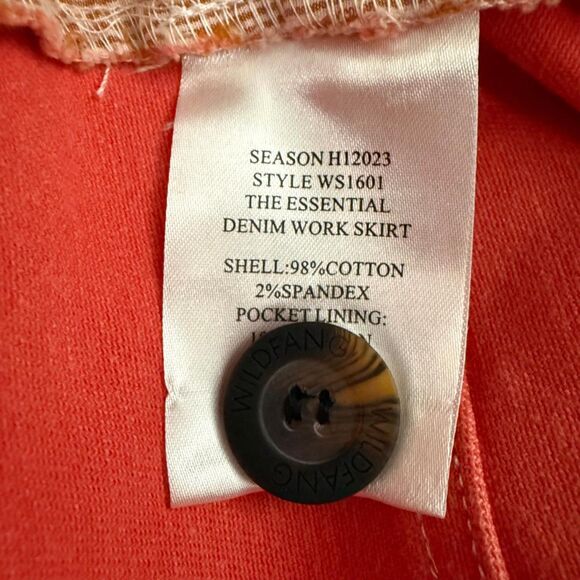 SEASON H12023
STYLE WS1601
THE ESSENTIAL
DENIM WORK SKIRT
SHELL:98%COTTON
2%SPANDEX
POCKET LINING:
WILDFANG
WILDFANG